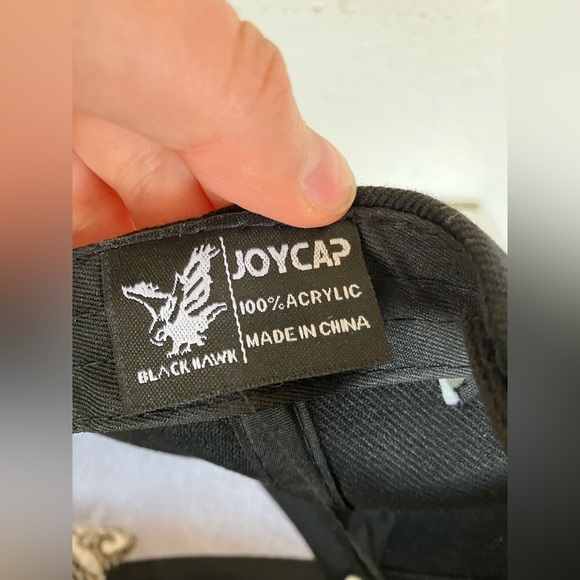 JOYCAP
100% ACRYLIC
MADE IN CHINA
BLACK HAWK